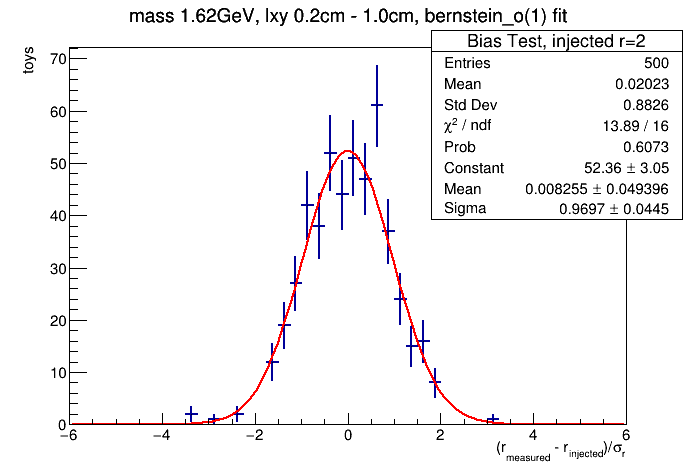 mass 1.62GeV, lxy 0.2cm - 1.0cm, bernstein_o(1) fit
Bias Test, injected r=2
Entries 500
Mean 0.02023
Std Dev 0.8826
χ² / ndf 13.89 / 16
Prob 0.6073
Constant 52.36 ± 3.05
Mean 0.008255 ± 0.049396
Sigma 0.9697 ± 0.0445
toys
70
60
50
40
30
20
10
0
−6 −4 −2 0 2 4 6
(r_measured - r_injected)/σ_r